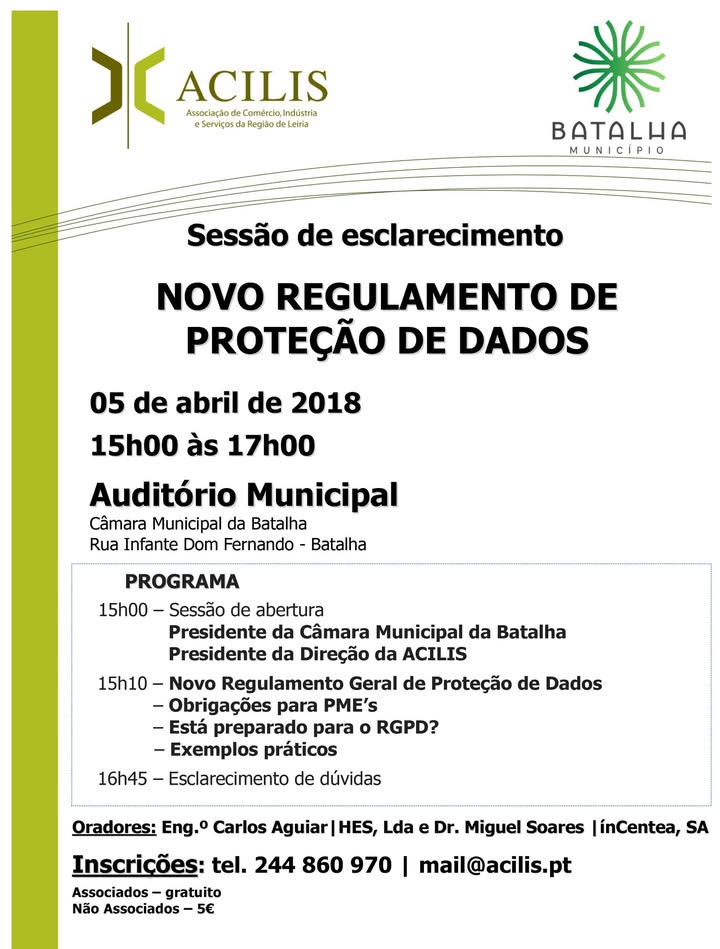 ACILIS
Associação de Comércio, Indústria
e Serviços da Região de Leiria
BATALHA
MUNICÍPIO
Sessão de esclarecimento
NOVO REGULAMENTO DE
PROTEÇÃO DE DADOS
05 de abril de 2018
15h00 às 17h00
Auditório Municipal
Câmara Municipal da Batalha
Rua Infante Dom Fernando - Batalha
PROGRAMA
15h00 – Sessão de abertura
Presidente da Câmara Municipal da Batalha
Presidente da Direção da ACILIS
15h10 – Novo Regulamento Geral de Proteção de Dados
– Obrigações para PME’s
– Está preparado para o RGPD?
– Exemplos práticos
16h45 – Esclarecimento de dúvidas
Oradores: Eng.º Carlos Aguiar|HES, Lda e Dr. Miguel Soares |ínCentea, SA
Inscrições: tel. 244 860 970 | mail@acilis.pt
Associados – gratuito
Não Associados – 5€